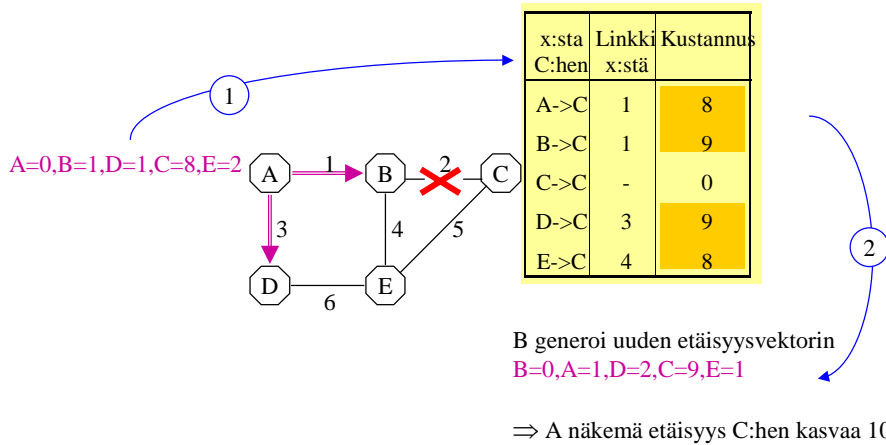 x:sta Linkki Kustannus
C:hen x:stä
A->C 1 8
B->C 1 9
C->C - 0
D->C 3 9
E->C 4 8
1
A=0,B=1,D=1,C=8,E=2
A 1 B 2 C
3 4 5
D 6 E
2
B generoi uuden etäisyysvektorin
B=0,A=1,D=2,C=9,E=1
⇒ A näkemä etäisyys C:hen kasvaa 10